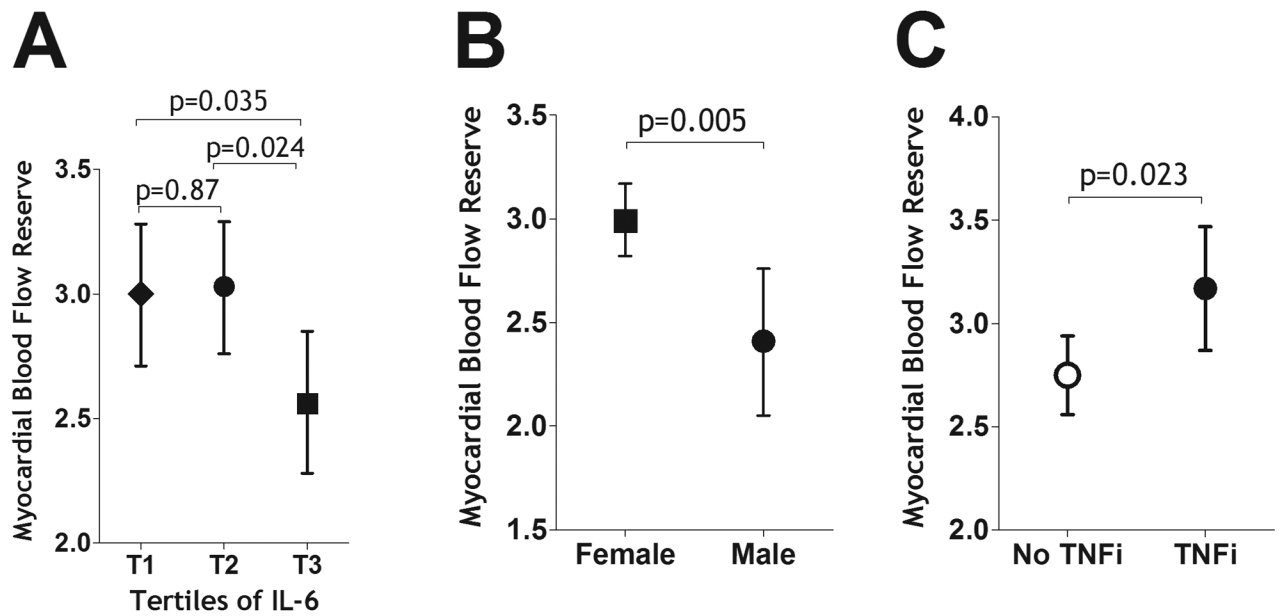 A
Myocardial Blood Flow Reserve
3.5
3.0
2.5
2.0
p=0.035
p=0.024
p=0.87
T1 T2 T3
Tertiles of IL-6
B
Myocardial Blood Flow Reserve
3.5
3.0
2.5
2.0
1.5
p=0.005
Female Male
C
Myocardial Blood Flow Reserve
4.0
3.5
3.0
2.5
2.0
p=0.023
No TNFi TNFi